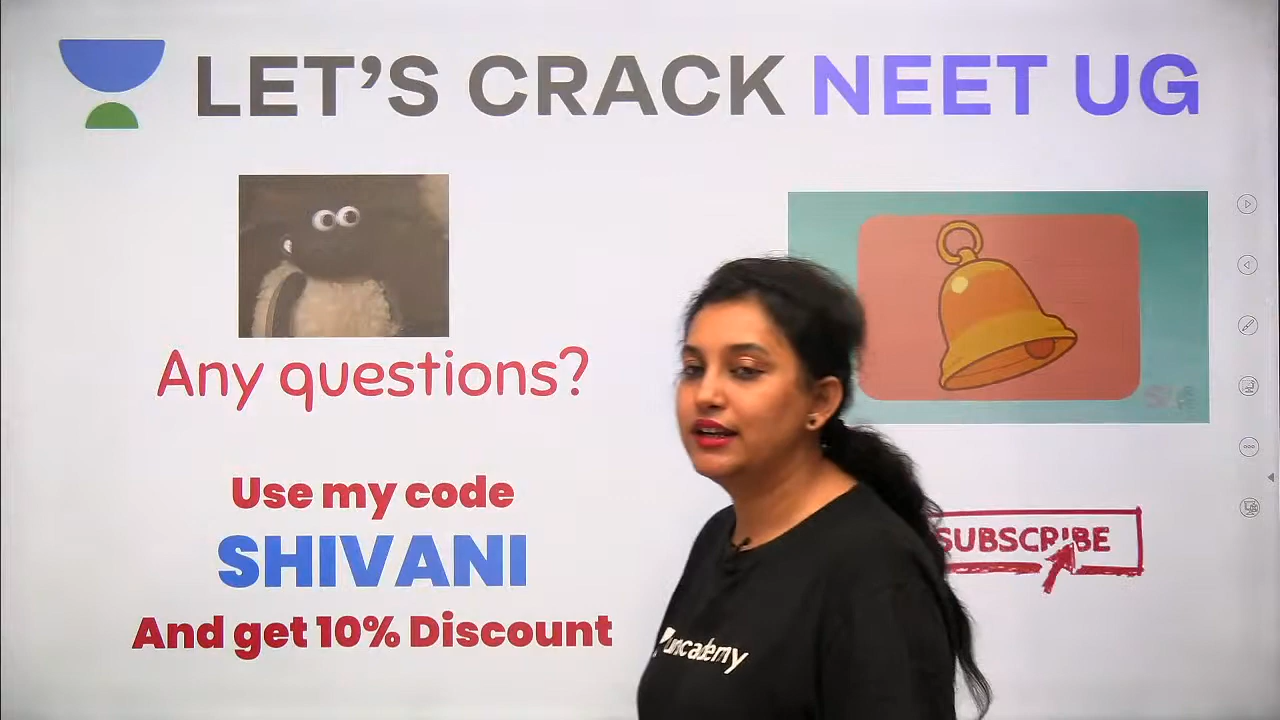 LET'S CRACK NEET UG
Any questions?
Use my code
SHIVANI
And get 10% Discount
SUBSCRIBE
unacademy